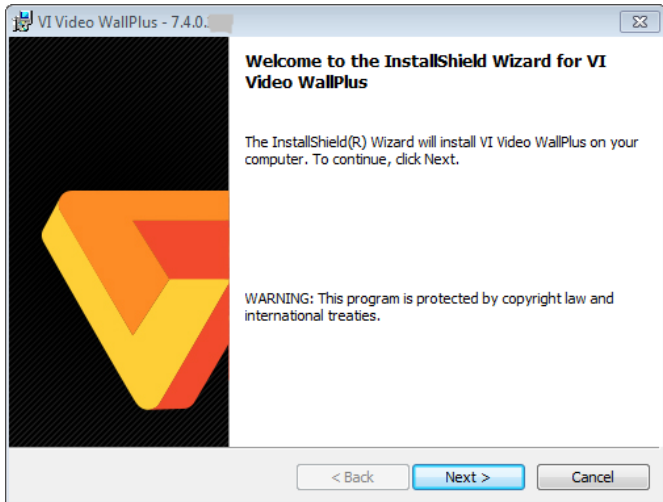 VI Video WallPlus - 7.4.0.
Welcome to the InstallShield Wizard for VI
Video WallPlus
The InstallShield(R) Wizard will install VI Video WallPlus on your
computer. To continue, click Next.
WARNING: This program is protected by copyright law and
international treaties.
< Back
Next >
Cancel